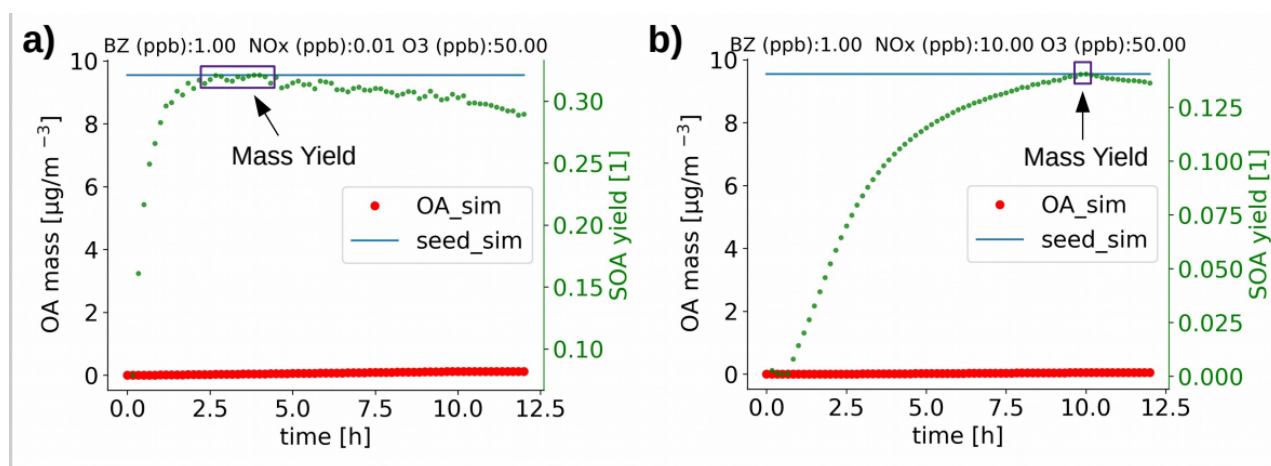 a)
BZ (ppb):1.00 NOx (ppb):0.01 O3 (ppb):50.00
10
8
6
4
2
0
OA mass [µg/m ⁻³]
0.30
0.25
0.20
0.15
0.10
SOA yield [1]
Mass Yield
OA_sim
seed_sim
0.0 2.5 5.0 7.5 10.0 12.5
time [h]
b)
BZ (ppb):1.00 NOx (ppb):10.00 O3 (ppb):50.00
10
8
6
4
2
0
OA mass [µg/m ⁻³]
0.125
0.100
0.075
0.050
0.025
0.000
SOA yield [1]
Mass Yield
OA_sim
seed_sim
0.0 2.5 5.0 7.5 10.0 12.5
time [h]